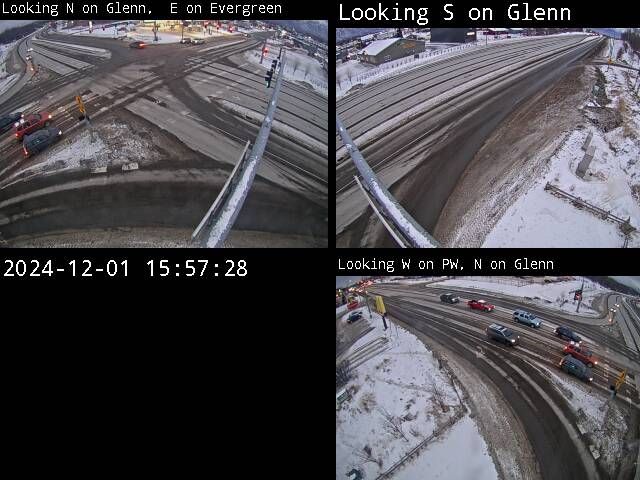 Looking N on Glenn,  E on Evergreen
Looking S on Glenn
2024-12-01 15:57:28
Looking W on PW, N on Glenn